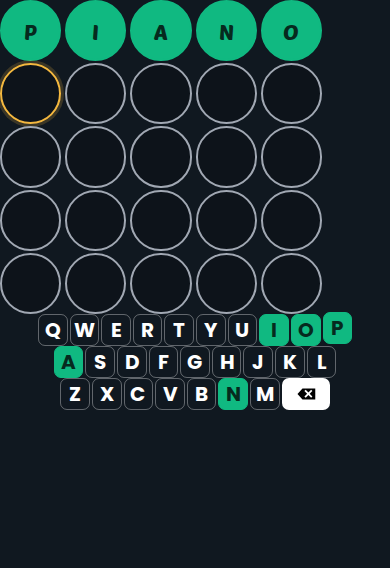 P I A N O
Q W E R T Y U I O P
A S D F G H J K L
Z X C V B N M